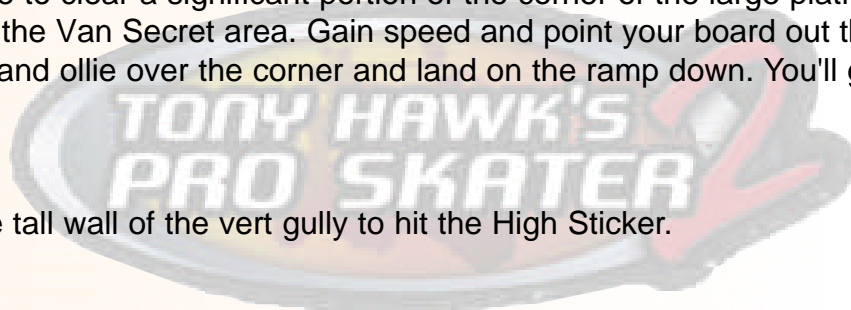 to clear a significant portion of the corner of the large
the Van Secret area. Gain speed and point your board out
and ollie over the corner and land on the ramp down. You'll
TONY HAWK'S
PRO SKATER 2
tall wall of the vert gully to hit the High Sticker.